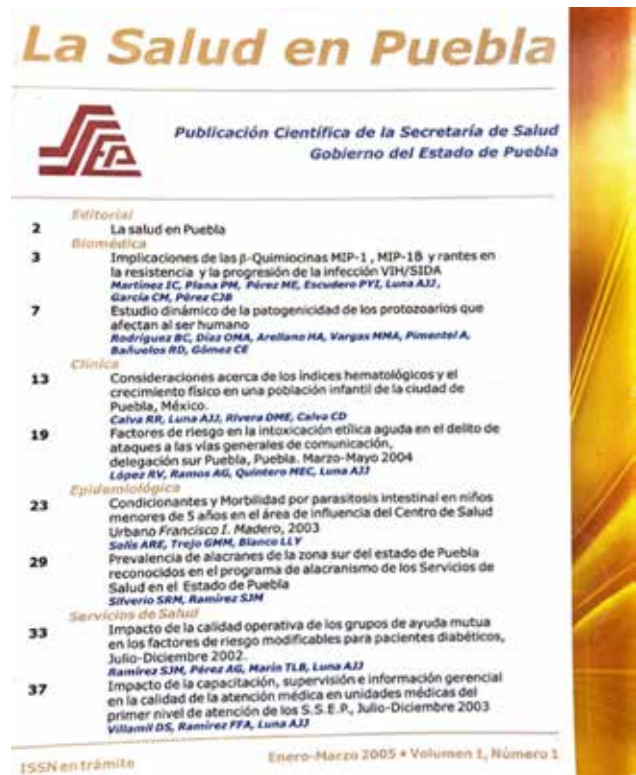 La Salud en Puebla
Publicación Científica de la Secretaría de Salud
Gobierno del Estado de Puebla
Editorial
2 La salud en Puebla
Biomédica
3 Implicaciones de las β-Quimiocinas MIP-1 , MIP-1B y rantes en
la resistencia y la progresión de la infección VIH/SIDA
Martínez IC, Plana PM, Pérez ME, Escudero PYI, Luna AJJ,
García CM, Pérez CJB
7 Estudio dinámico de la patogenicidad de los protozoarios que
afectan al ser humano
Rodríguez BC, Díaz OMA, Arellano HA, Vargas MMA, Pimentel A,
Bañuelos RD, Gómez CE
Clínica
13 Consideraciones acerca de los índices hematológicos y el
crecimiento físico en una población infantil de la ciudad de
Puebla, México.
Calva RR, Luna AJJ, Rivera DME, Calva CD
19 Factores de riesgo en la intoxicación etílica aguda en el delito de
ataques a las vías generales de comunicación,
delegación sur Puebla, Puebla. Marzo-Mayo 2004
López RV, Ramos AG, Quintero MEC, Luna AJJ
Epidemiológica
23 Condicionantes y Morbilidad por parasitosis intestinal en niños
menores de 5 años en el área de influencia del Centro de Salud
Urbano Francisco I. Madero, 2003
Solís ARE, Trejo GMM, Blanco LLY
29 Prevalencia de alacranes de la zona sur del estado de Puebla
reconocidos en el programa de alacranismo de los Servicios de
Salud en el Estado de Puebla
Silverio SRM, Ramírez SJM
Servicios de Salud
33 Impacto de la calidad operativa de los grupos de ayuda mutua
en los factores de riesgo modificables para pacientes diabéticos,
Julio-Diciembre 2002.
Ramírez SJM, Pérez AG, Marín TLB, Luna AJJ
37 Impacto de la capacitación, supervisión e información gerencial
en la calidad de la atención médica en unidades médicas del
primer nivel de atención de los S.S.E.P., Julio-Diciembre 2003
Villamil DS, Ramírez FFA, Luna AJJ
ISSN en trámite
Enero-Marzo 2005 • Volumen 1, Número 1